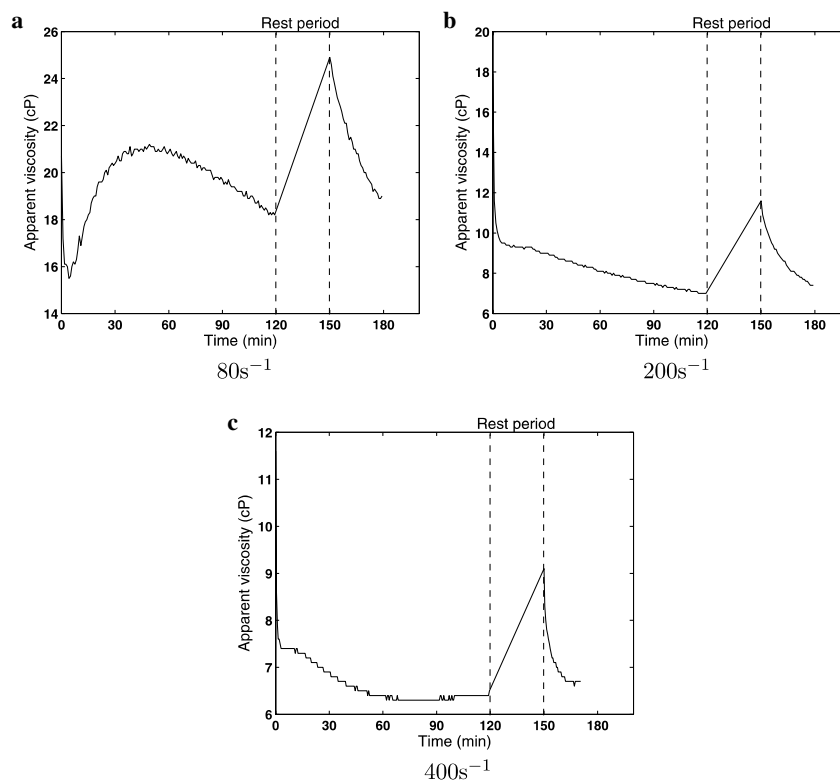 a
Rest period
26
24
22
20
18
16
14
Apparent viscosity (cP)
0 30 60 90 120 150 180
Time (min)
80s⁻¹
b
Rest period
20
18
16
14
12
10
8
6
Apparent viscosity (cP)
0 30 60 90 120 150 180
Time (min)
200s⁻¹
c
Rest period
12
11
10
9
8
7
6
Apparent viscosity (cP)
0 30 60 90 120 150 180
Time (min)
400s⁻¹